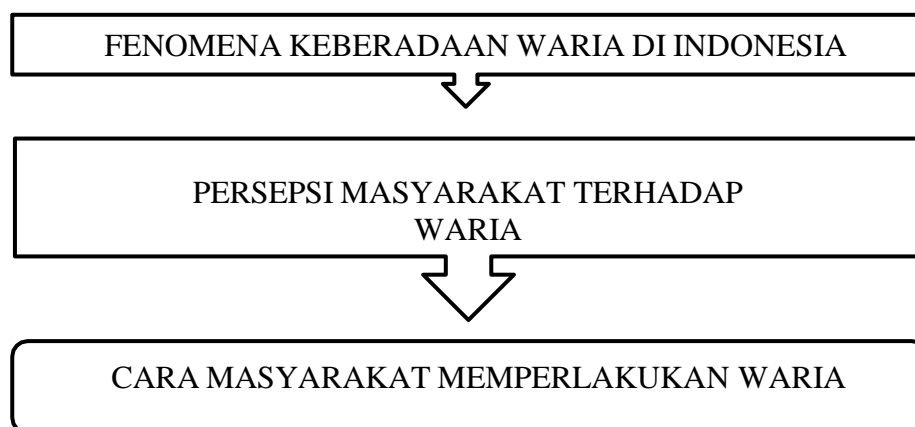 FENOMENA KEBERADAAN WARIA DI INDONESIA
PERSEPSI MASYARAKAT TERHADAP
WARIA
CARA MASYARAKAT MEMPERLAKUKAN WARIA